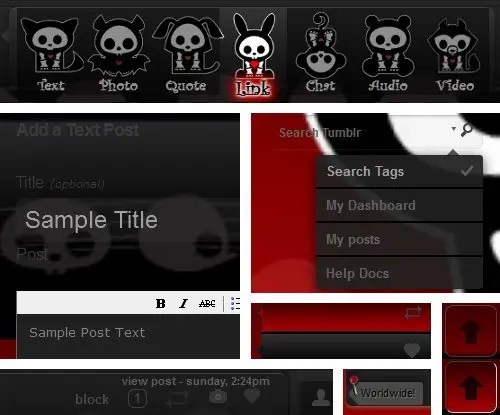 Text Photo Quote Link Chat Audio Video
Add a Text Post
Title (optional)
Sample Title
Post
B I ABC
Sample Post Text
Search Tumblr
Search Tags
My Dashboard
My posts
Help Docs
view post - sunday, 2:24pm
block 1
Worldwide!